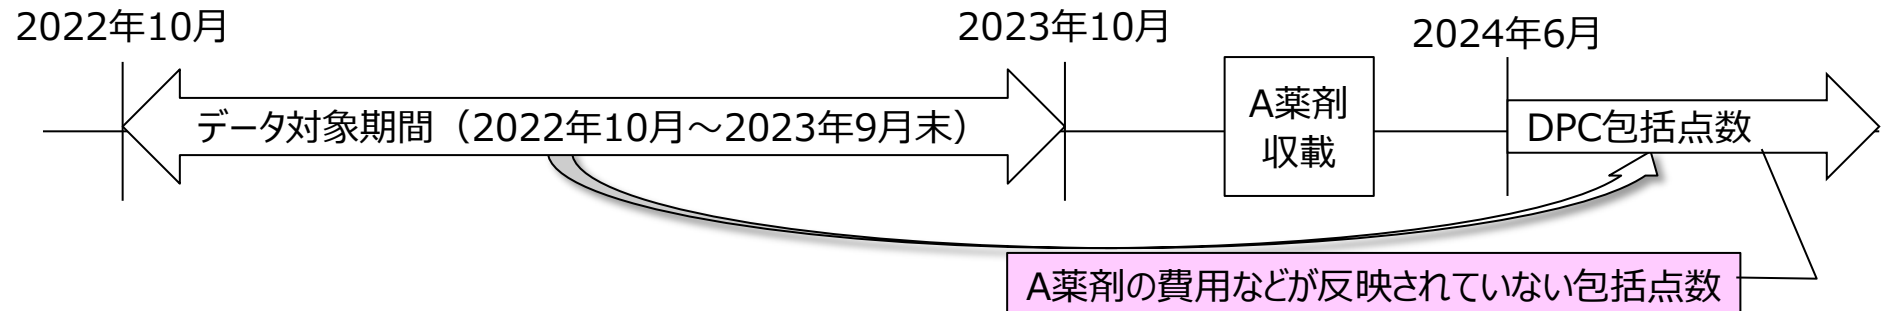 2022年10月
2023年10月
2024年6月
データ対象期間（2022年10月～2023年9月末）
A薬剤
収載
DPC包括点数
A薬剤の費用などが反映されていない包括点数